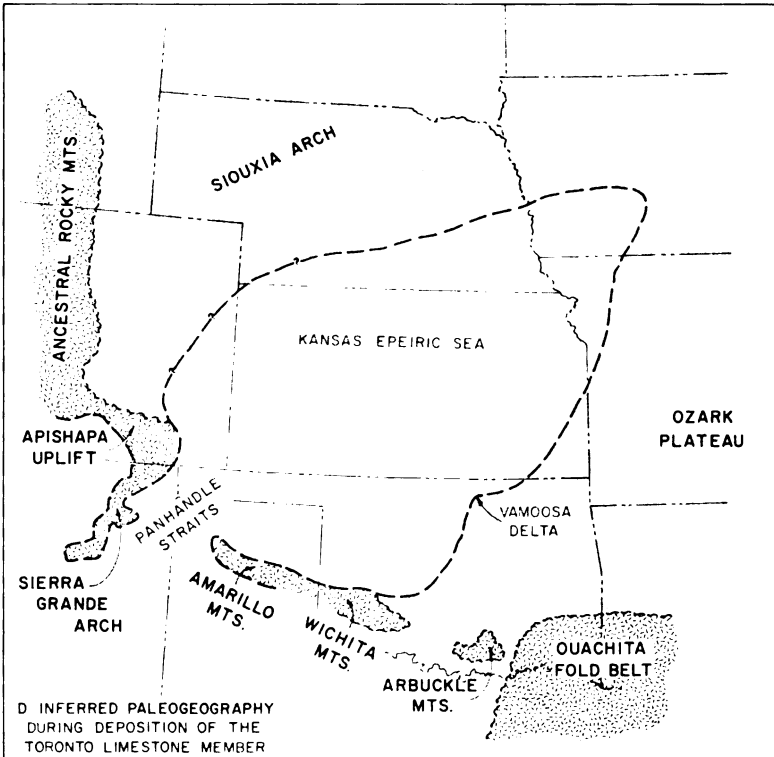 SIOUXIA ARCH
ANCESTRAL ROCKY MTS.
KANSAS EPEIRIC SEA
APISHAPA
UPLIFT
OZARK
PLATEAU
PANHANDLE
STRAITS
VAMOOSA
DELTA
SIERRA
GRANDE
ARCH
AMARILLO
MTS.
WICHITA
MTS.
ARBUCKLE
MTS.
OUACHITA
FOLD BELT
D INFERRED PALEOGEOGRAPHY
DURING DEPOSITION OF THE
TORONTO LIMESTONE MEMBER